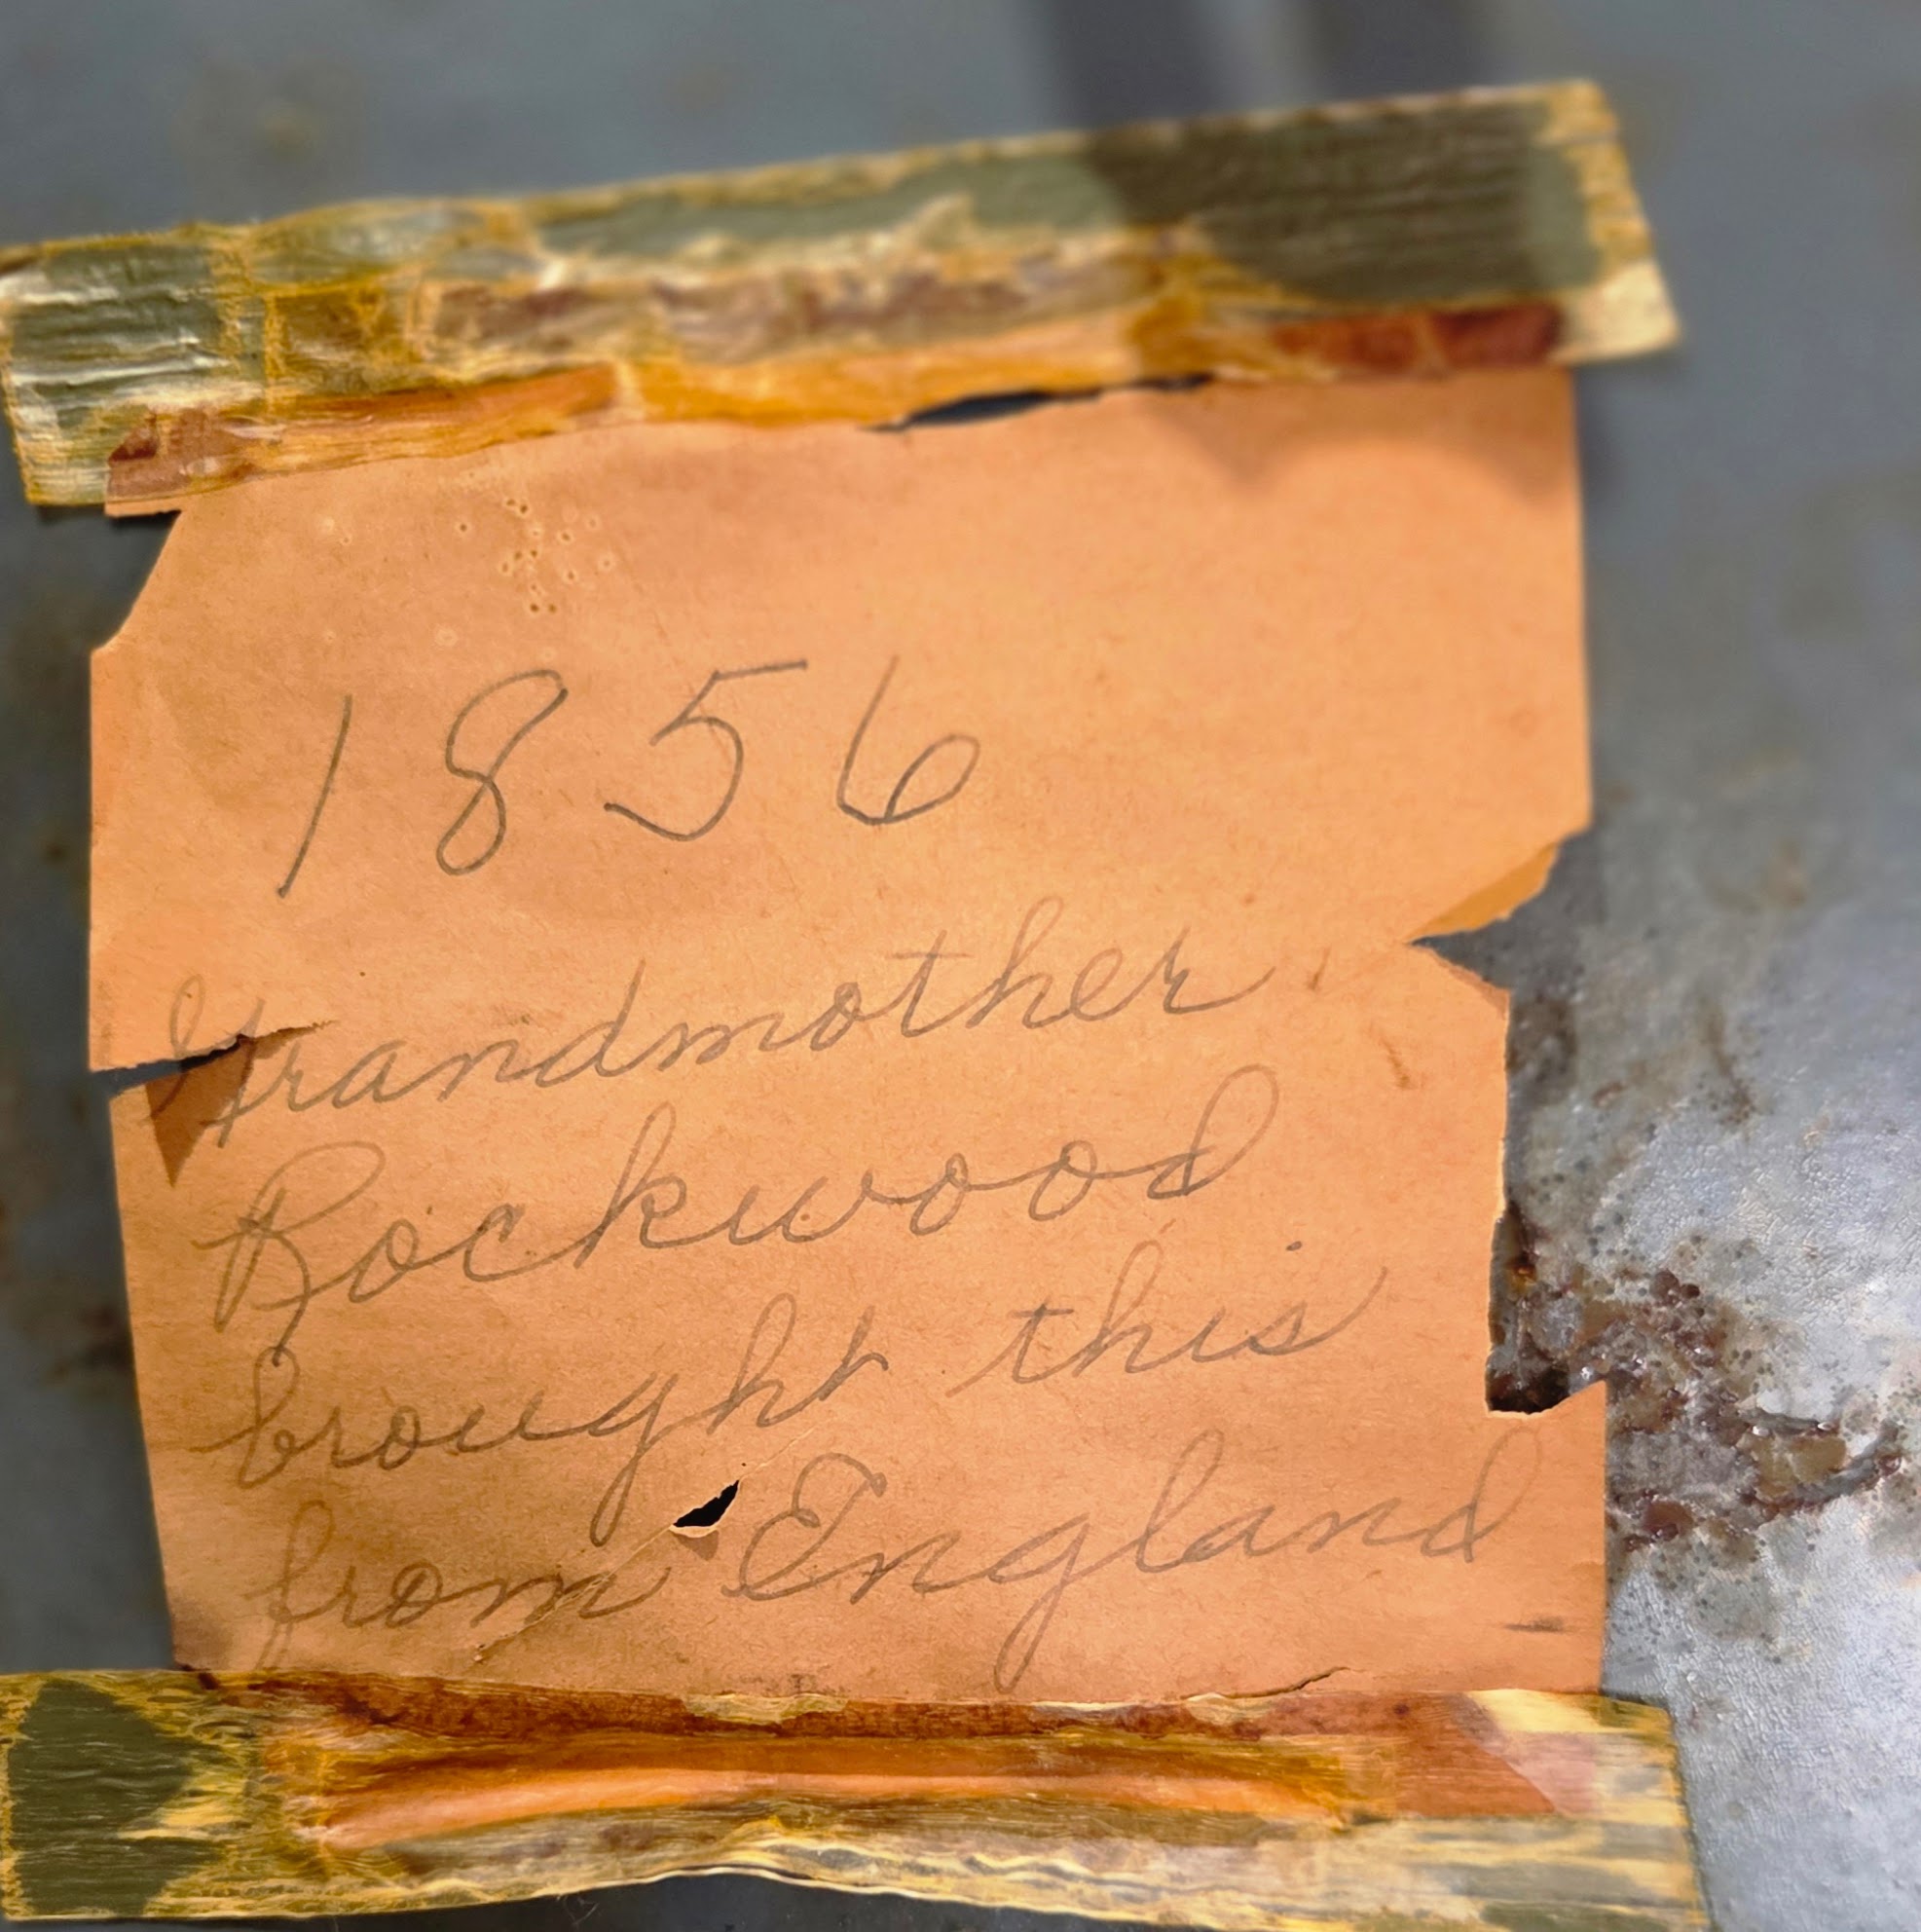 1856
Grandmother
Rockwood
brought this
from England